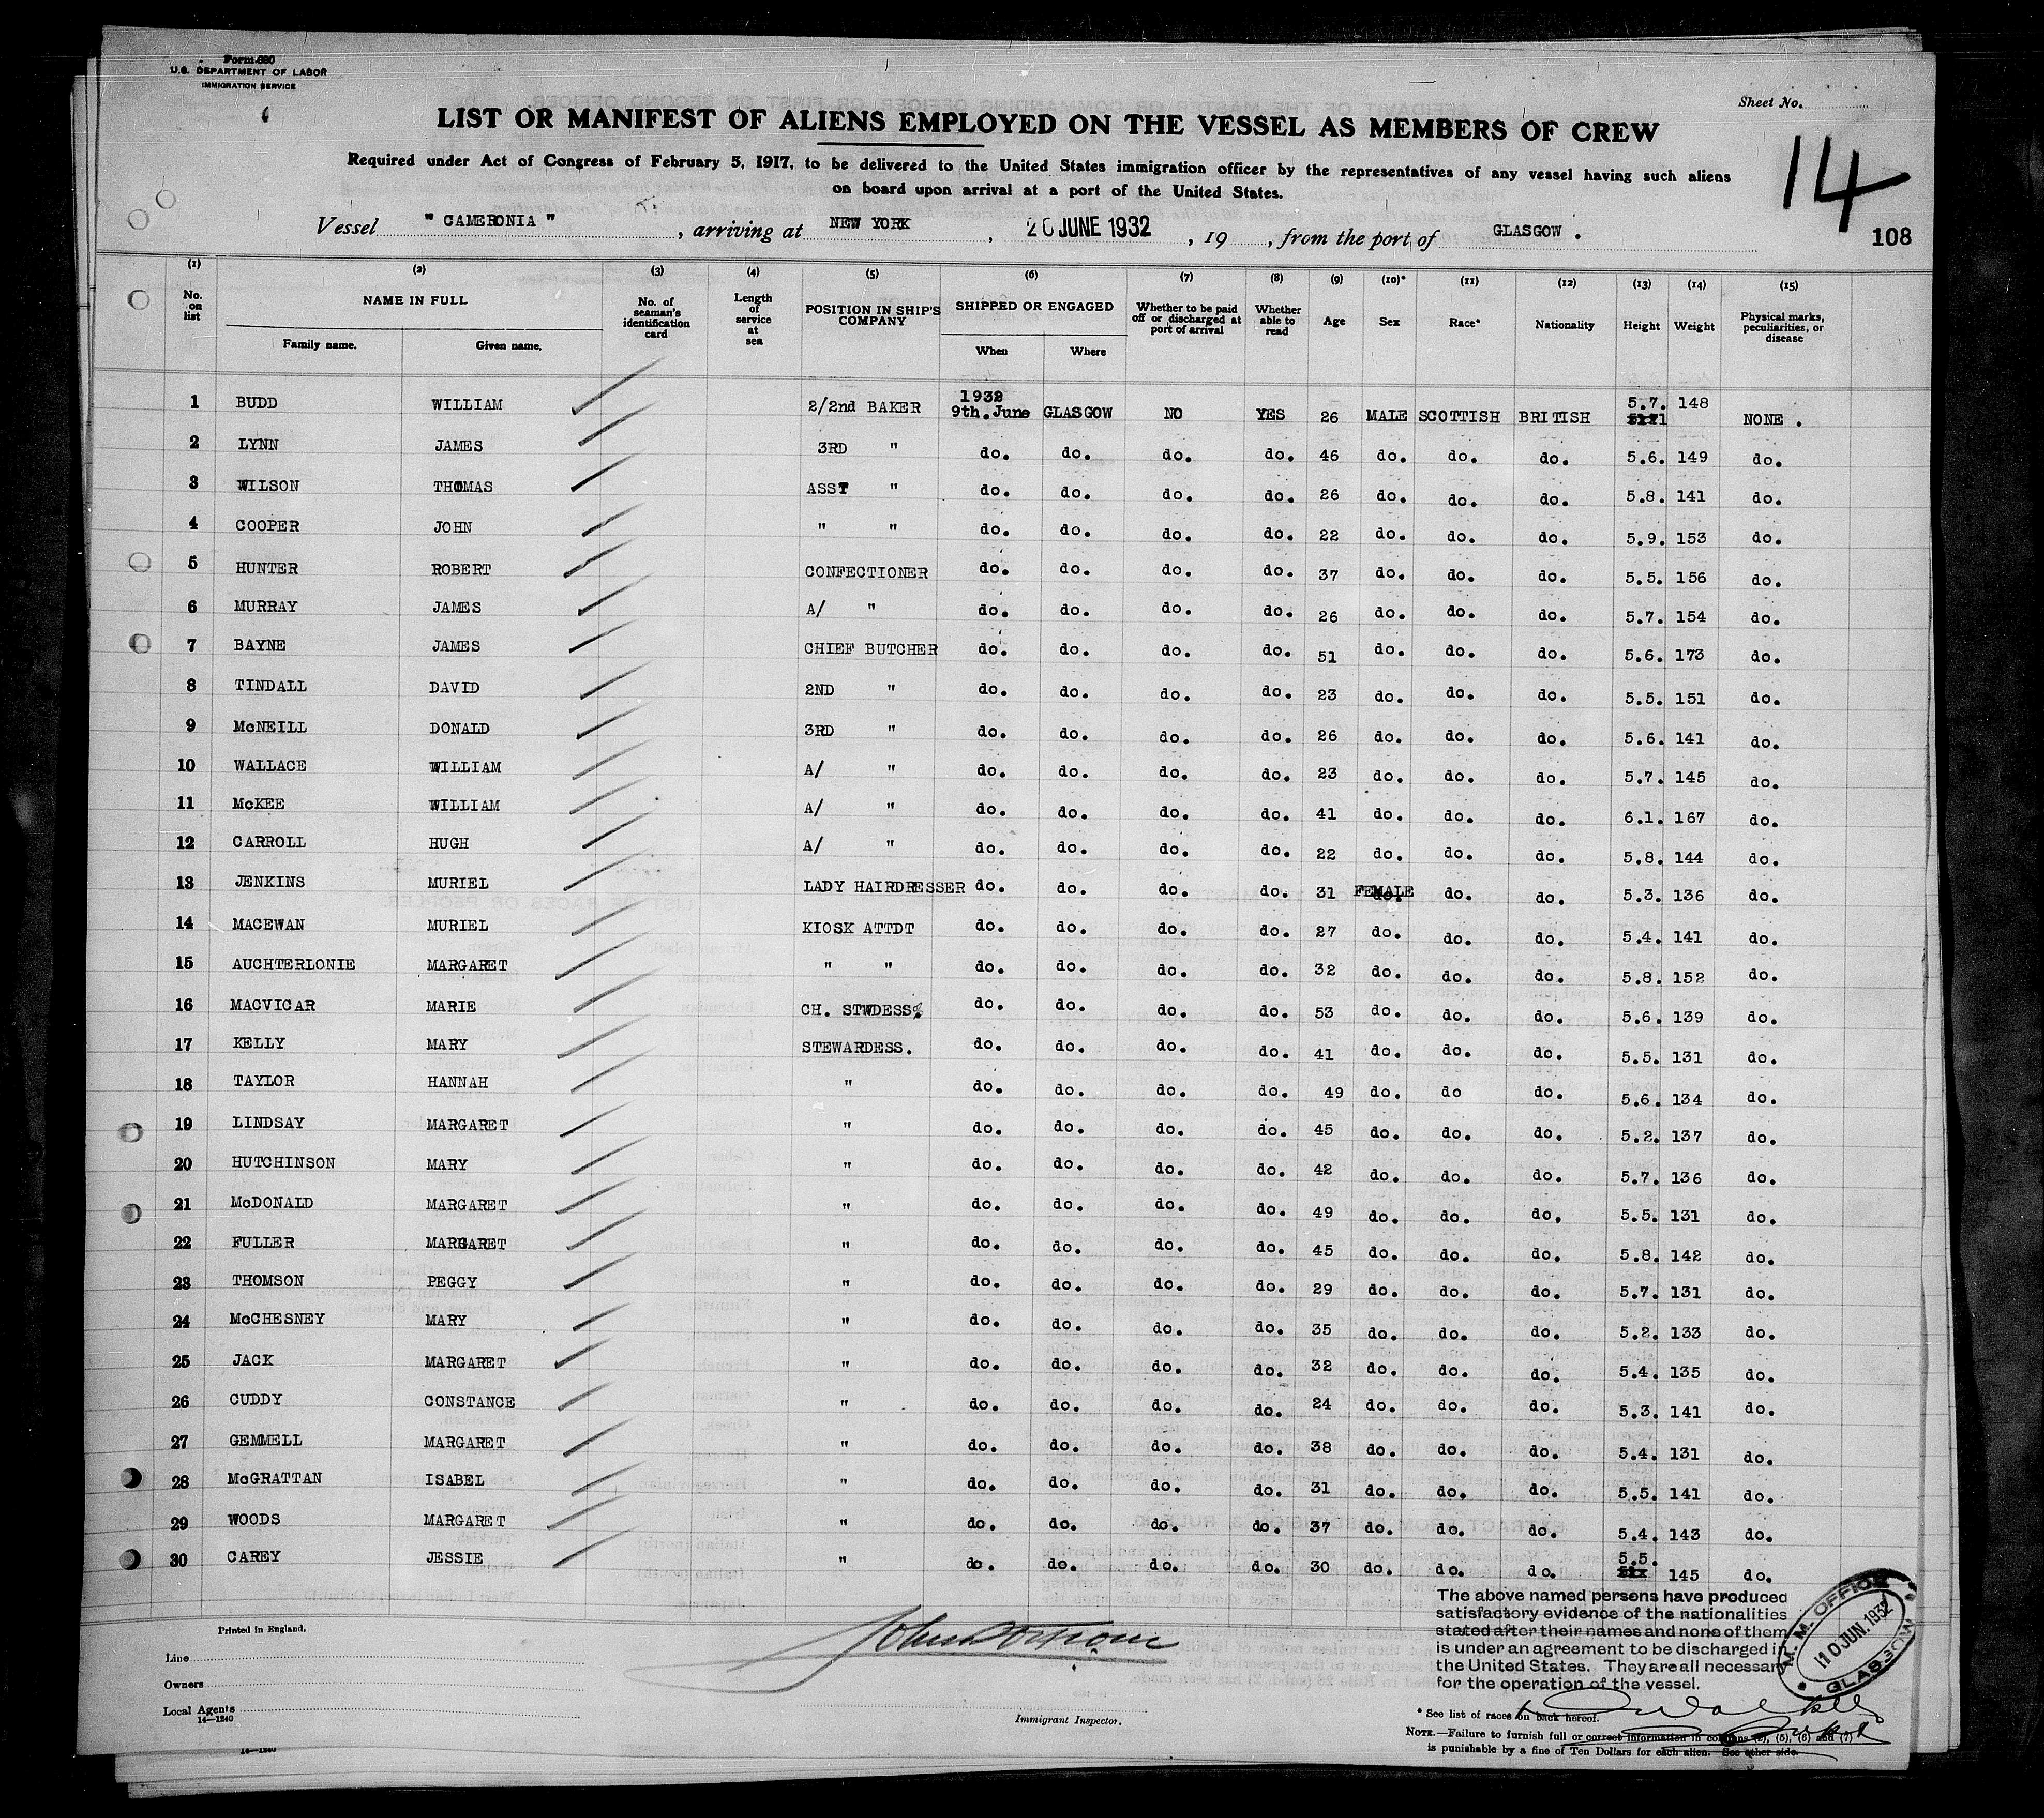 Form 680
U.S. DEPARTMENT OF LABOR
IMMIGRATION SERVICE
Sheet No.
LIST OR MANIFEST OF ALIENS EMPLOYED ON THE VESSEL AS MEMBERS OF CREW
Required under Act of Congress of February 5, 1917, to be delivered to the United States immigration officer by the representatives of any vessel having such aliens
on board upon arrival at a port of the United States.
14
Vessel " CAMERONIA " , arriving at NEW YORK , 20 JUNE 1932 , 19 , from the port of GLASGOW .
108
(1) (2) (3) (4) (5) (6) (7) (8) (9) (10)* (11) (12) (13) (14) (15)
No. on list NAME IN FULL No. of seaman's identification card Length of service at sea POSITION IN SHIP'S COMPANY SHIPPED OR ENGAGED Whether to be paid off or discharged at port of arrival Whether able to read Age Sex Race* Nationality Height Weight Physical marks, peculiarities, or disease
Family name. Given name. When Where
1 BUDD WILLIAM 2/2nd BAKER 1932 9th. June GLASGOW NO YES 26 MALE SCOTTISH BRITISH 5.7. 148 NONE .
2 LYNN JAMES 3RD " do. do. do. do. 46 do. do. do. 5.6. 149 do.
3 WILSON THOMAS ASST " do. do. do. do. 26 do. do. do. 5.8. 141 do.
4 COOPER JOHN " " do. do. do. do. 22 do. do. do. 5.9. 153 do.
5 HUNTER ROBERT CONFECTIONER do. do. do. do. 37 do. do. do. 5.5. 156 do.
6 MURRAY JAMES A/ " do. do. do. do. 26 do. do. do. 5.7. 154 do.
7 BAYNE JAMES CHIEF BUTCHER do. do. do. do. 51 do. do. do. 5.6. 173 do.
8 TINDALL DAVID 2ND " do. do. do. do. 23 do. do. do. 5.5. 151 do.
9 McNEILL DONALD 3RD " do. do. do. do. 26 do. do. do. 5.6. 141 do.
10 WALLACE WILLIAM A/ " do. do. do. do. 23 do. do. do. 5.7. 145 do.
11 McKEE WILLIAM A/ " do. do. do. do. 41 do. do. do. 6.1. 167 do.
12 CARROLL HUGH A/ " do. do. do. do. 22 do. do. do. 5.8. 144 do.
13 JENKINS MURIEL LADY HAIRDRESSER do. do. do. do. 31 FEMALE do. do. 5.3. 136 do.
14 MACEWAN MURIEL KIOSK ATTDT do. do. do. do. 27 do. do. do. 5.4. 141 do.
15 AUCHTERLONIE MARGARET " " do. do. do. do. 32 do. do. do. 5.8. 152 do.
16 MACVICAR MARIE CH. STWDESS. do. do. do. do. 53 do. do. do. 5.6. 139 do.
17 KELLY MARY STEWARDESS. do. do. do. do. 41 do. do. do. 5.5. 131 do.
18 TAYLOR HANNAH " do. do. do. do. 49 do. do do. 5.6. 134 do.
19 LINDSAY MARGARET " do. do. do. do. 45 do. do. do. 5.2. 137 do.
20 HUTCHINSON MARY " do. do. do. do. 42 do. do. do. 5.7. 136 do.
21 McDONALD MARGARET " do. do. do. do. 49 do. do. do. 5.5. 131 do.
22 FULLER MARGARET " do. do. do. do. 45 do. do. do. 5.8. 142 do.
23 THOMSON PEGGY " do. do. do. do. 29 do. do. do. 5.7. 131 do.
24 McCHESNEY MARY " do. do. do. do. 35 do. do. do. 5.2. 133 do.
25 JACK MARGARET " do. do. do. do. 32 do. do. do. 5.4. 135 do.
26 CUDDY CONSTANCE " do. do. do. do. 24 do. do. do. 5.3. 141 do.
27 GEMMELL MARGARET " do. do. do. do. 38 do. do. do. 5.4. 131 do.
28 McGRATTAN ISABEL " do. do. do. do. 31 do. do. do. 5.5. 141 do.
29 WOODS MARGARET " do. do. do. do. 37 do. do. do. 5.4. 143 do.
30 CAREY JESSIE " do. do. do. do. 30 do. do. do. 5.5. 145 do.
The above named persons have produced
satisfactory evidence of the nationalities
stated after their names and none of them
is under an agreement to be discharged in
the United States. They are all necessary
for the operation of the vessel.
M. M. OFFICE
10 JUN. 1932
GLASGOW
Printed in England.
Line
Owners
Local Agents
14—1240
Immigrant Inspector.
* See list of races on back hereof.
NOTE.—Failure to furnish full or correct information in columns (2), (5), (6) and (7)
is punishable by a fine of Ten Dollars for each alien. See other side.
14—1240